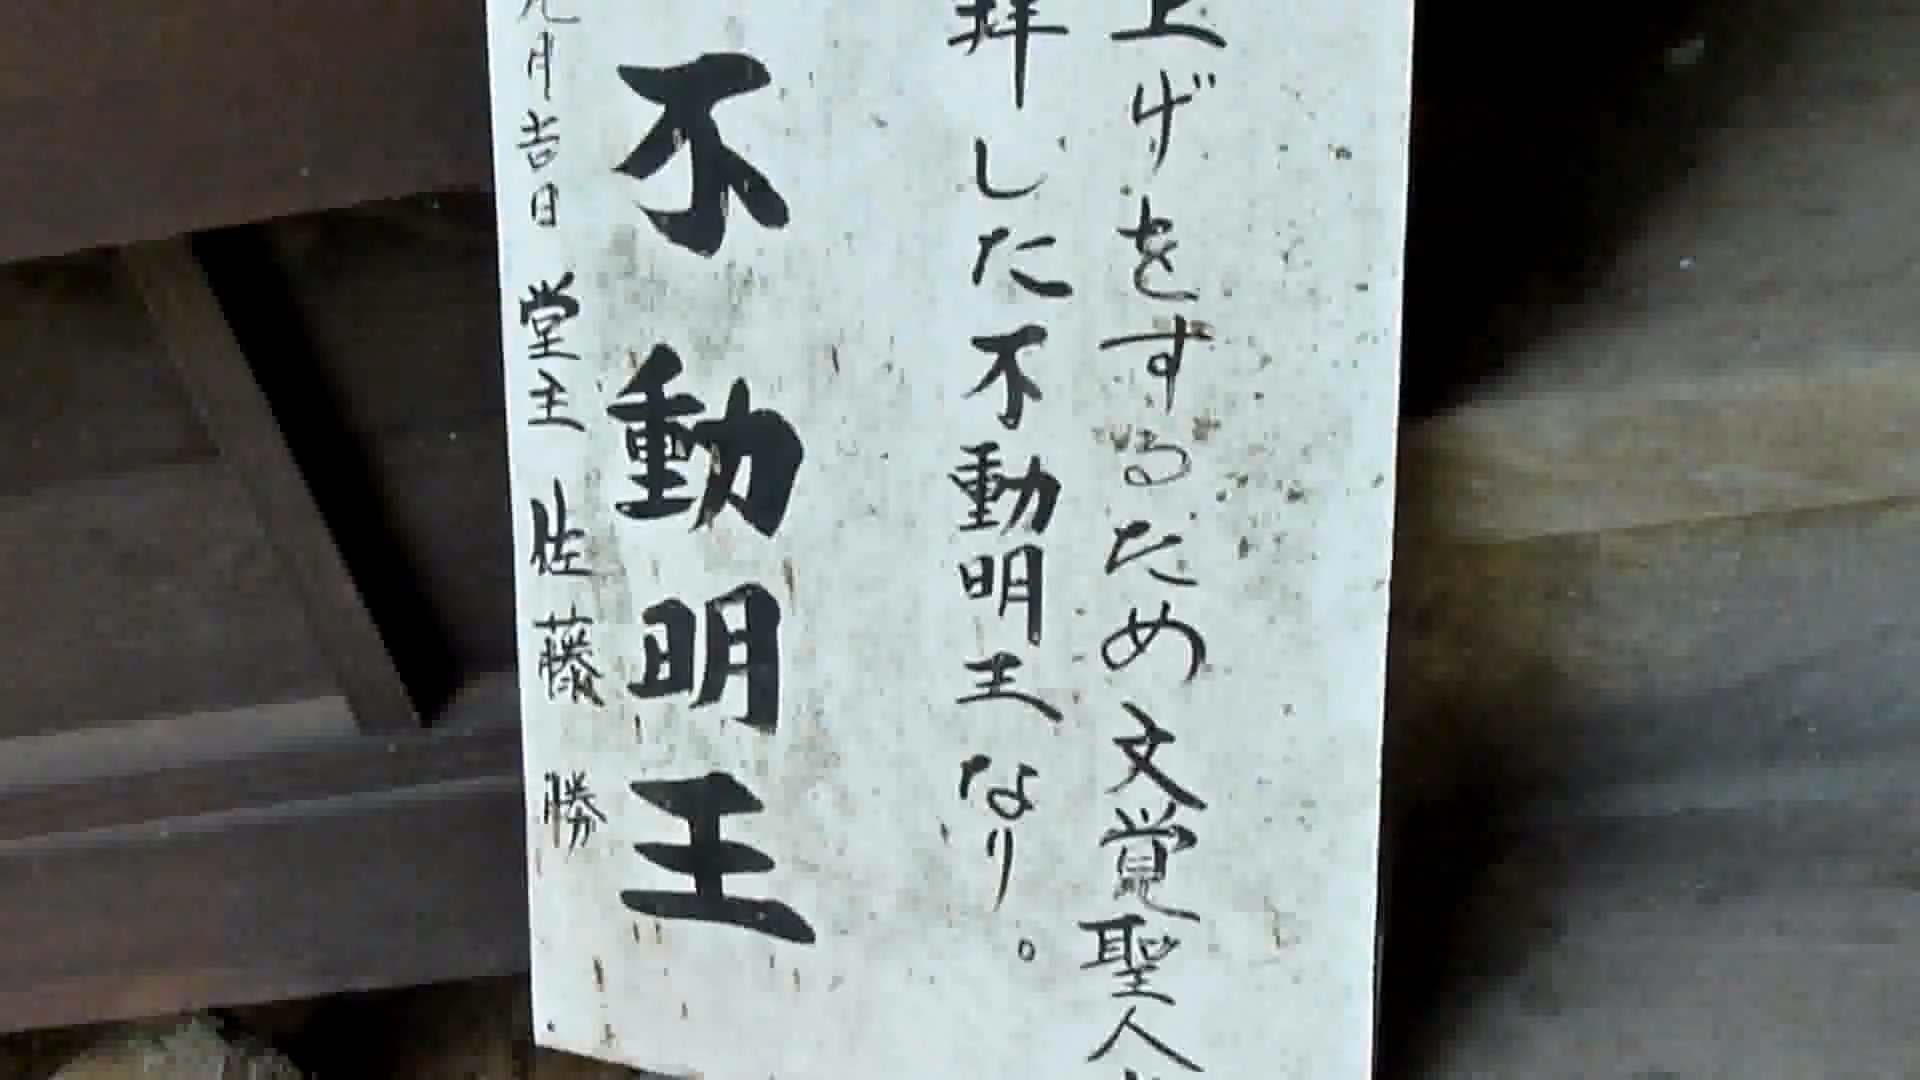 上げをするため文覚聖人
拝した不動明王なり。
不動明王
月吉日 堂主 佐藤 勝